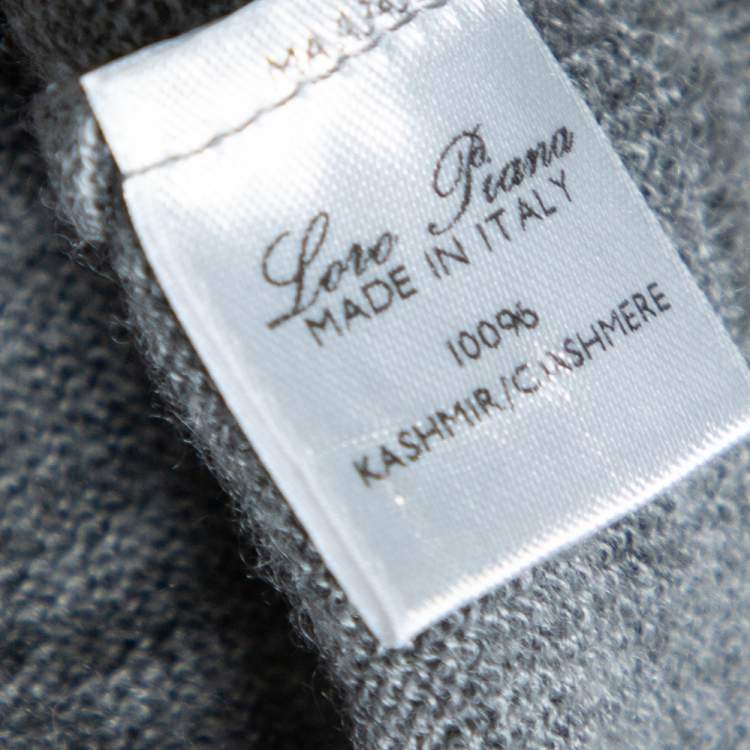 Loro Piana
MADE IN ITALY
100%
KASHMIR/CASHMERE